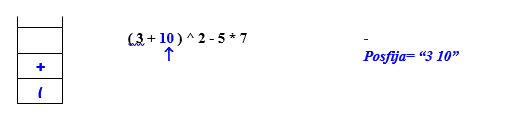 ( 3 + 10 ) ^ 2 - 5 * 7
-
Posfija= “3 10”
+
(